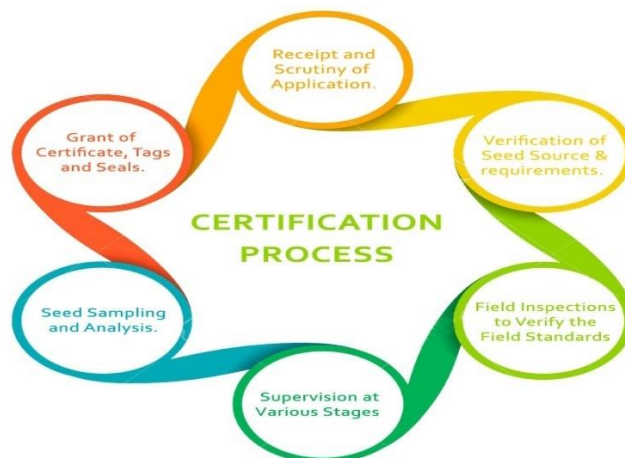 Receipt and
Scrutiny of
Application.
Verification of
Seed Source &
requirements.
Field Inspections
to Verify the
Field Standards
Supervision at
Various Stages
Seed Sampling
and Analysis.
Grant of
Certificate, Tags
and Seals.
CERTIFICATION
PROCESS